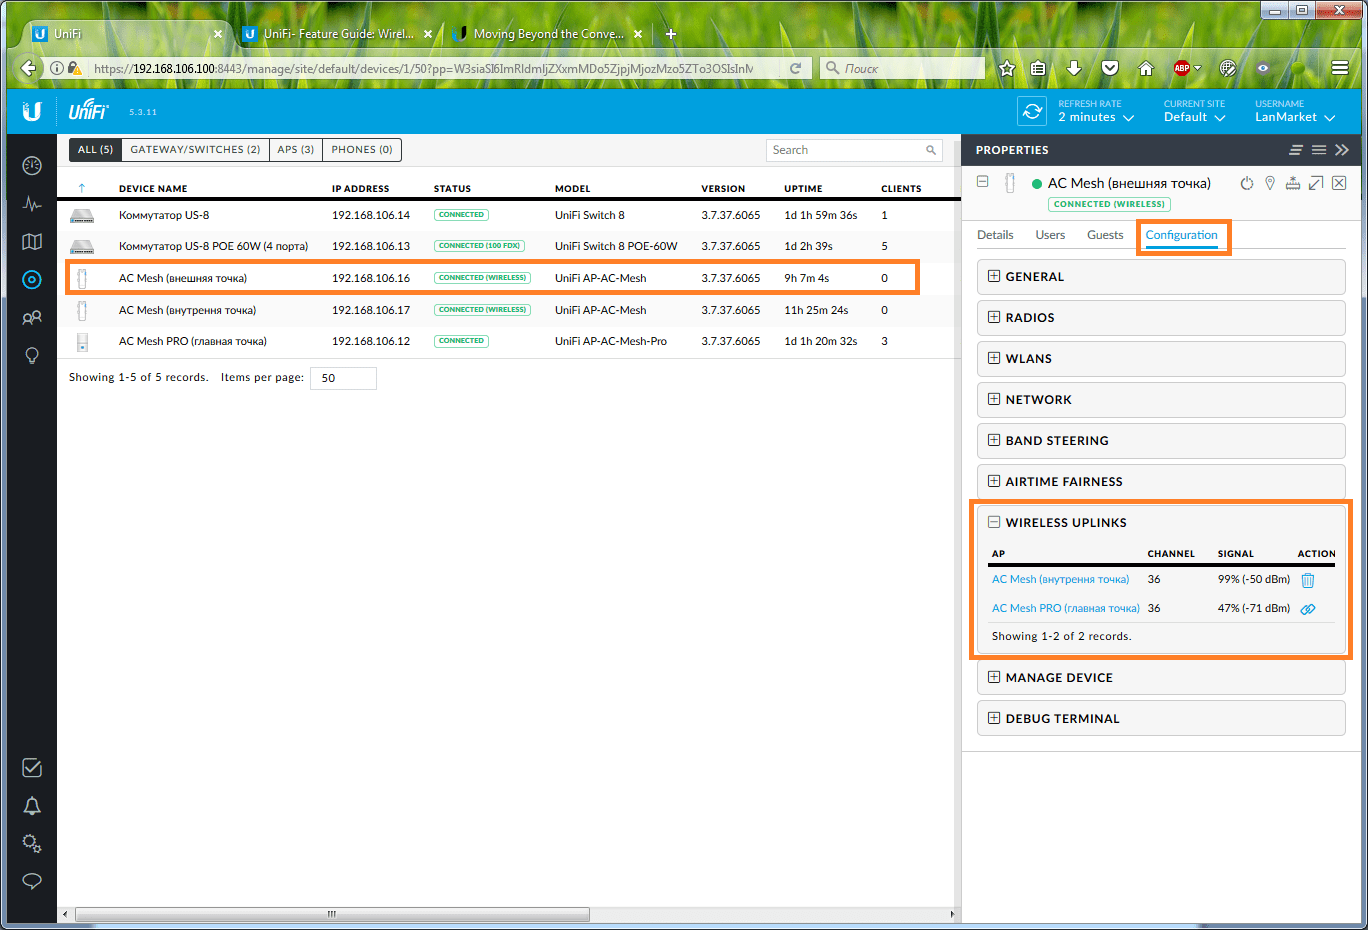 UniFi
UniFi- Feature Guide: Wirel...
Moving Beyond the Conve...
https://192.168.106.100:8443/manage/site/default/devices/1/50?pp=
Поиск
ABP
UniFi
5.3.11
REFRESH RATE
2 minutes
CURRENT SITE
Default
USERNAME
LanMarket
ALL (5)
GATEWAY/SWITCHES (2)
APS (3)
PHONES (0)
Search
DEVICE NAME IP ADDRESS STATUS MODEL VERSION UPTIME CLIENTS
Коммутатор US-8 192.168.106.14 CONNECTED UniFi Switch 8 3.7.37.6065 1d 1h 59m 36s 1
Коммутатор US-8 POE 60W (4 порта) 192.168.106.13 CONNECTED (100 FDX) UniFi Switch 8 POE-60W 3.7.37.6065 1d 2h 39s 5
AC Mesh (внешняя точка) 192.168.106.16 CONNECTED (WIRELESS) UniFi AP-AC-Mesh 3.7.37.6065 9h 7m 4s 0
AC Mesh (внутрення точка) 192.168.106.17 CONNECTED (WIRELESS) UniFi AP-AC-Mesh 3.7.37.6065 11h 25m 24s 0
AC Mesh PRO (главная точка) 192.168.106.12 CONNECTED UniFi AP-AC-Mesh-Pro 3.7.37.6065 1d 1h 20m 32s 3
Showing 1-5 of 5 records. Items per page: 50
PROPERTIES
AC Mesh (внешняя точка)
CONNECTED (WIRELESS)
Details Users Guests Configuration
GENERAL
RADIOS
WLANS
NETWORK
BAND STEERING
AIRTIME FAIRNESS
WIRELESS UPLINKS
AP CHANNEL SIGNAL ACTION
AC Mesh (внутрення точка) 36 99% (-50 dBm)
AC Mesh PRO (главная точка) 36 47% (-71 dBm)
Showing 1-2 of 2 records.
MANAGE DEVICE
DEBUG TERMINAL